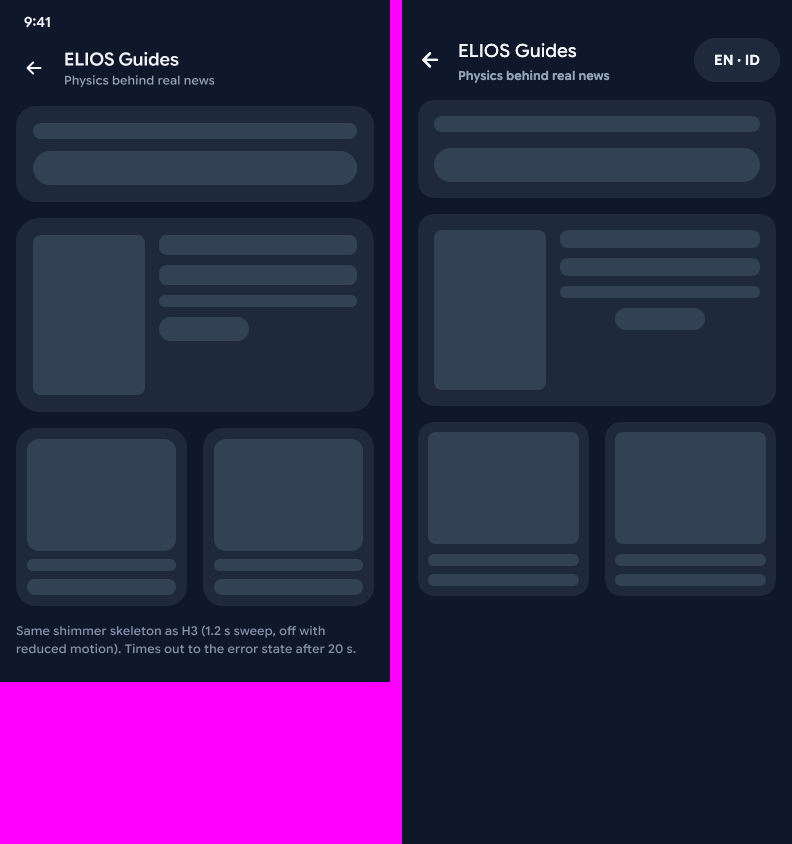 9:41
ELIOS Guides
Physics behind real news
Same shimmer skeleton as H3 (1.2 s sweep, off with
reduced motion). Times out to the error state after 20 s.
ELIOS Guides
Physics behind real news
EN · ID